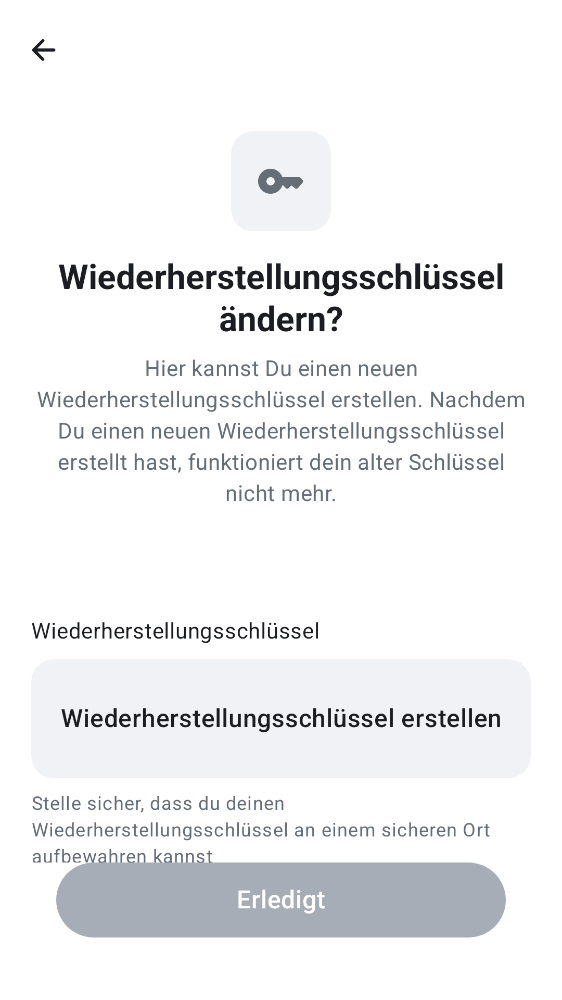 Wiederherstellungsschlüssel
ändern?
Hier kannst Du einen neuen
Wiederherstellungsschlüssel erstellen. Nachdem
Du einen neuen Wiederherstellungsschlüssel
erstellt hast, funktioniert dein alter Schlüssel
nicht mehr.
Wiederherstellungsschlüssel
Wiederherstellungsschlüssel erstellen
Stelle sicher, dass du deinen
Wiederherstellungsschlüssel an einem sicheren Ort
aufbewahren kannst
Erledigt